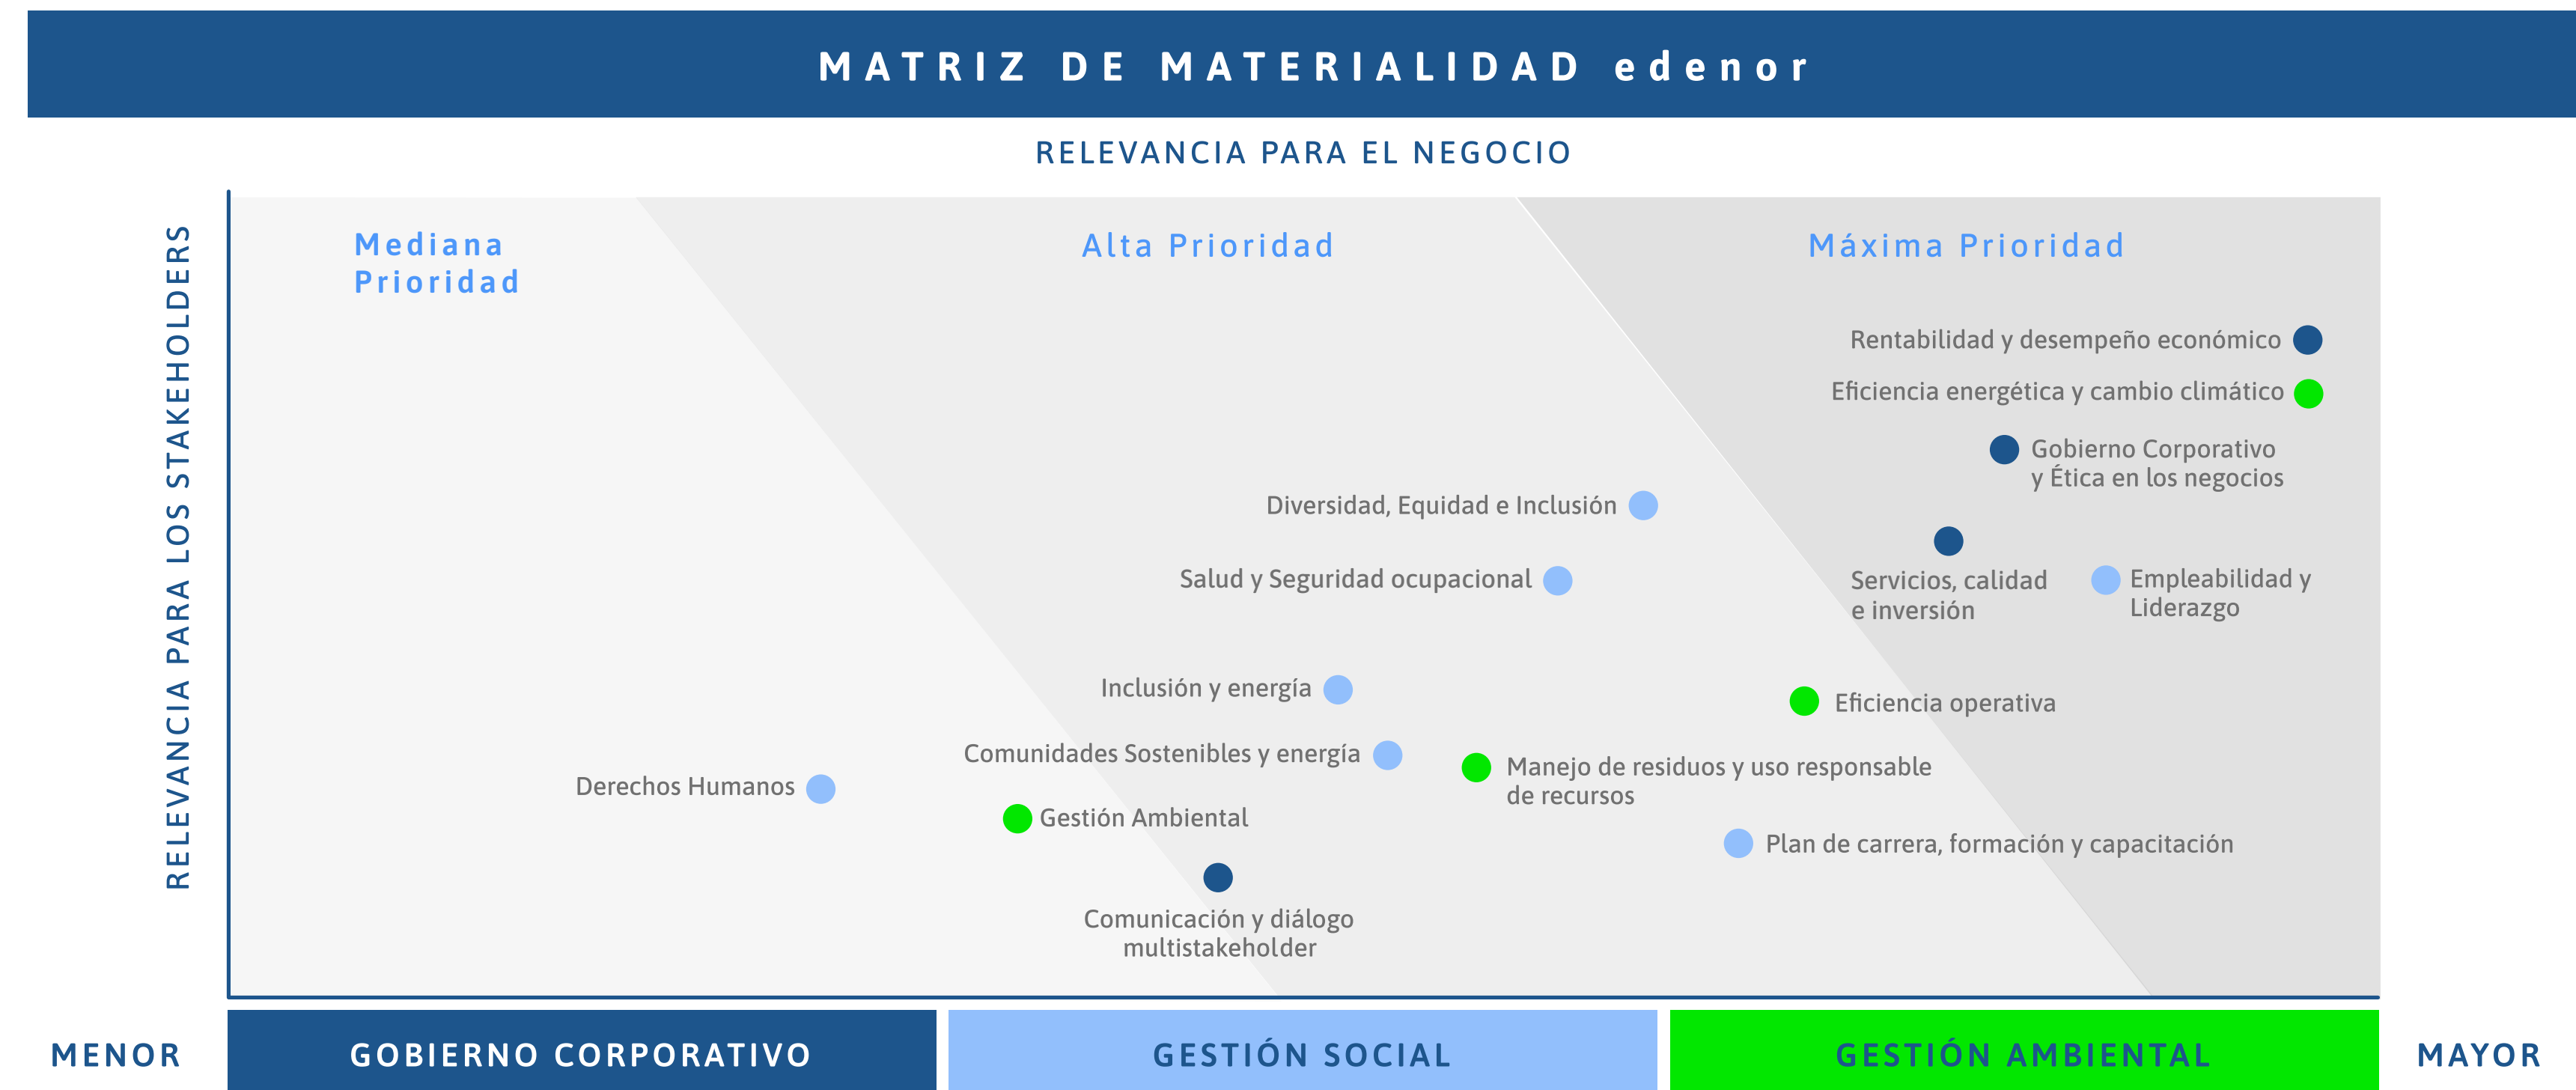 MATRIZ DE MATERIALIDAD edenor
RELEVANCIA PARA EL NEGOCIO
RELEVANCIA PARA LOS STAKEHOLDERS
Mediana
Prioridad
Alta Prioridad
Máxima Prioridad
Rentabilidad y desempeño económico
Eficiencia energética y cambio climático
Gobierno Corporativo
y Ética en los negocios
Diversidad, Equidad e Inclusión
Salud y Seguridad ocupacional
Servicios, calidad
e inversión
Empleabilidad y
Liderazgo
Inclusión y energía
Eficiencia operativa
Comunidades Sostenibles y energía
Manejo de residuos y uso responsable
de recursos
Derechos Humanos
Gestión Ambiental
Plan de carrera, formación y capacitación
Comunicación y diálogo
multistakeholder
MENOR
GOBIERNO CORPORATIVO
GESTIÓN SOCIAL
GESTIÓN AMBIENTAL
MAYOR